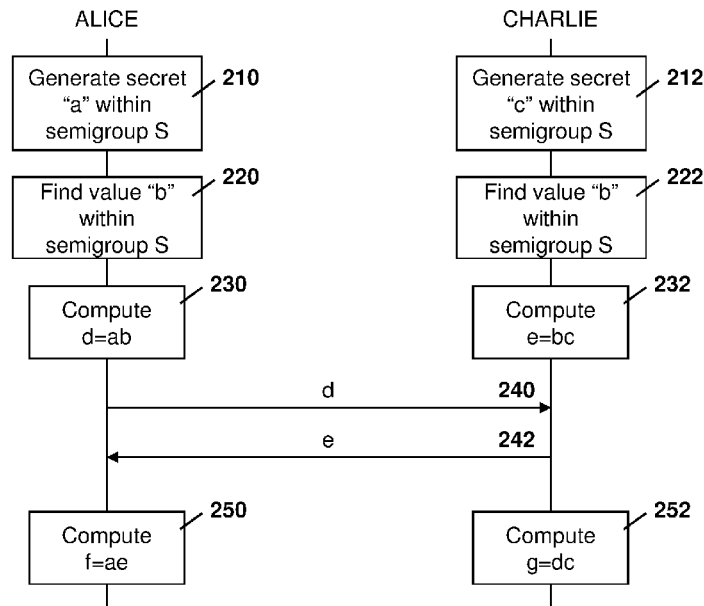 ALICE
CHARLIE
Generate secret
"a" within
semigroup S
210
Generate secret
"c" within
semigroup S
212
Find value "b"
within
semigroup S
220
Find value "b"
within
semigroup S
222
Compute
d=ab
230
Compute
e=bc
232
d
240
e
242
Compute
f=ae
250
Compute
g=dc
252